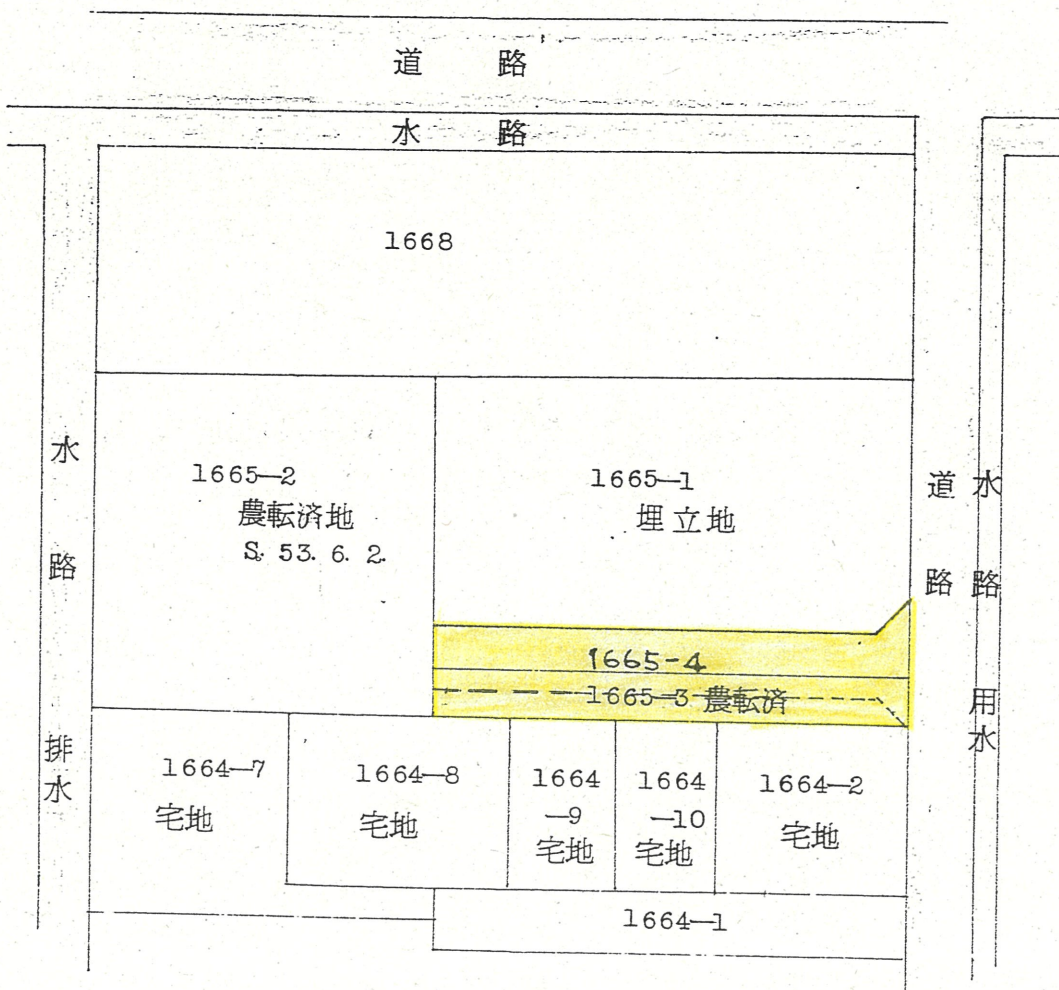 道 路
水 路
1668
水路
排水
1665-2
農転済地
S. 53. 6. 2.
1665-1
埋立地
道路
水路
用水
1665-4
1665-3 農転済
1664-7
宅地
1664-8
宅地
1664
-9
宅地
1664
-10
宅地
1664-2
宅地
1664-1